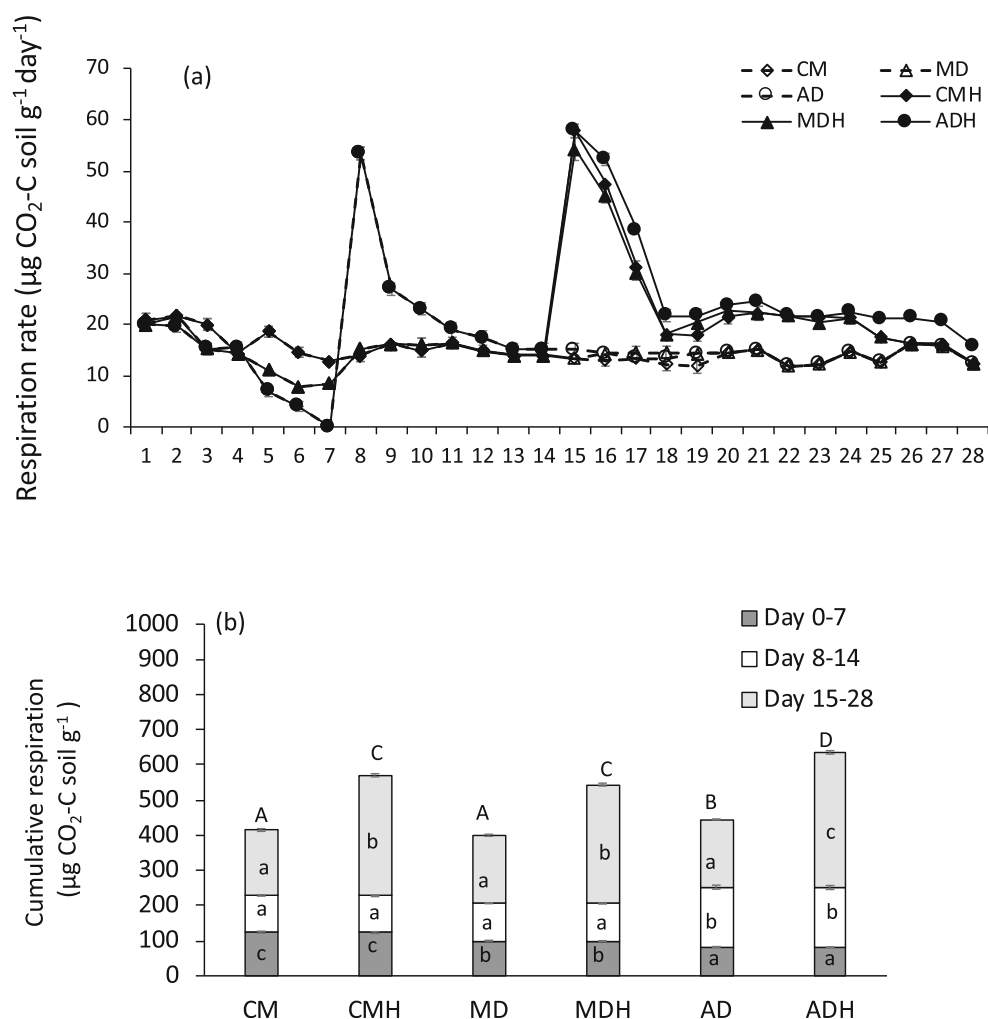 (a)
Respiration rate (µg CO2-C soil g-1 day-1)
70
60
50
40
30
20
10
0
CM MD
AD CMH
MDH ADH
1 2 3 4 5 6 7 8 9 10 11 12 13 14 15 16 17 18 19 20 21 22 23 24 25 26 27 28
(b)
Cumulative respiration
(µg CO2-C soil g-1 )
1000
900
800
700
600
500
400
300
200
100
0
Day 0-7
Day 8-14
Day 15-28
A C A C B D
a b a b a c
a a a a b b
c c b b a a
CM CMH MD MDH AD ADH